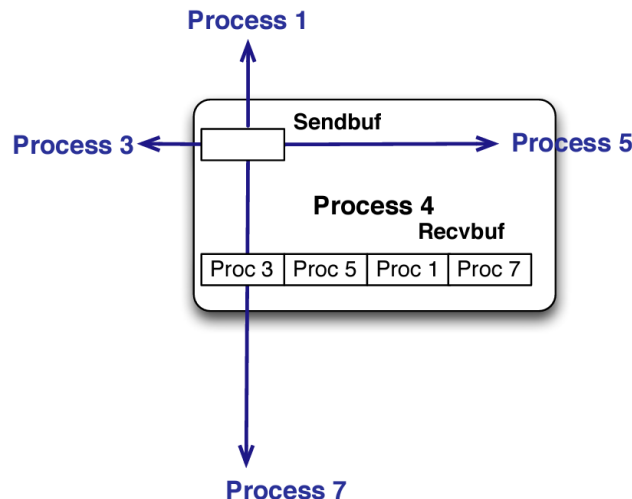 Process 1
Sendbuf
Process 3
Process 5
Process 4
Recvbuf
Proc 3 Proc 5 Proc 1 Proc 7
Process 7